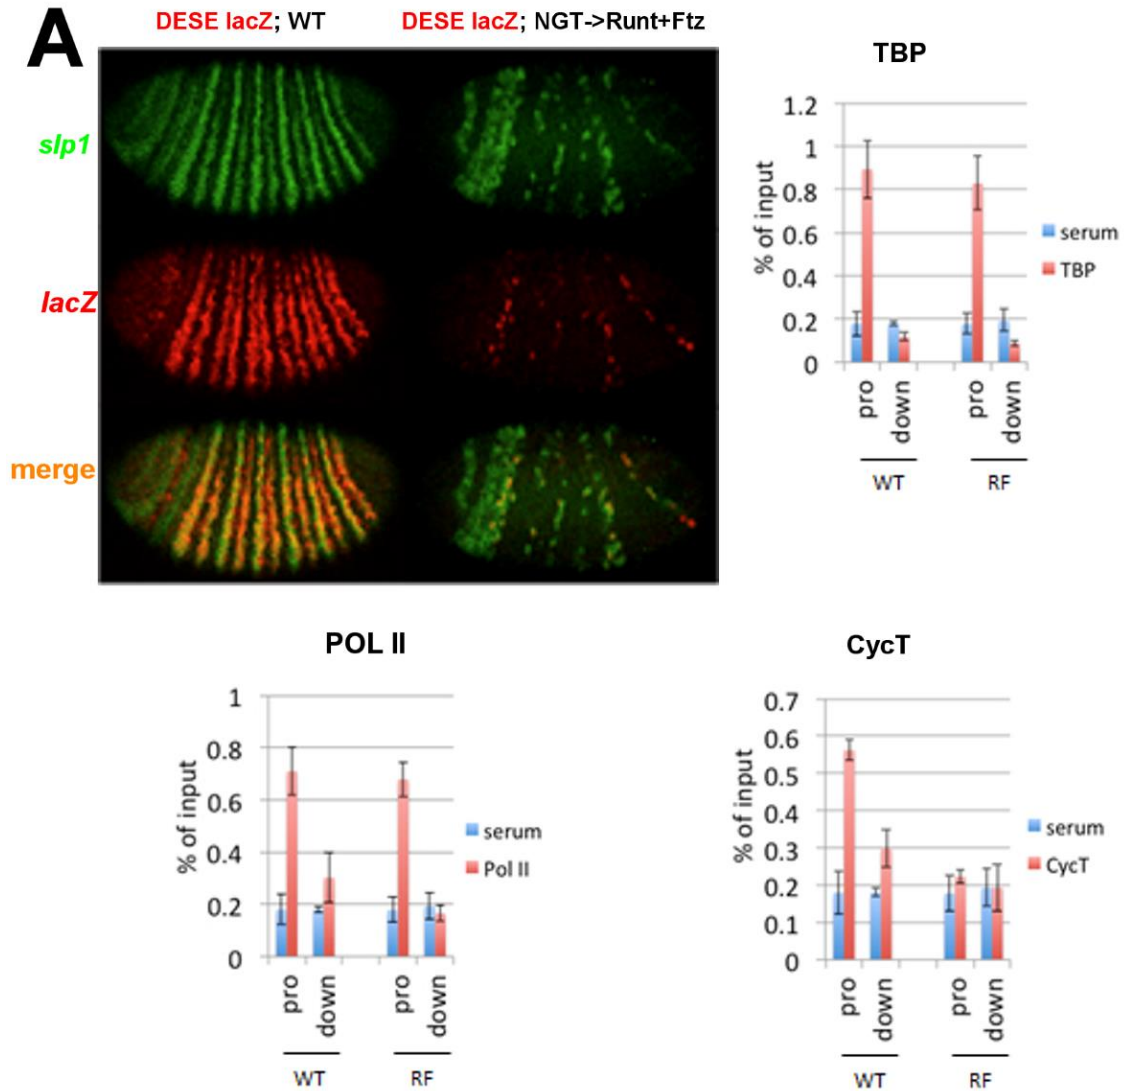 A
DESE lacZ; WT
DESE lacZ; NGT->Runt+Ftz
slp1
lacZ
merge
TBP
% of input
1.2
1
0.8
0.6
0.4
0.2
0
pro
down
pro
down
WT
RF
serum
TBP
POL II
% of input
1
0.8
0.6
0.4
0.2
0
pro
down
pro
down
WT
RF
serum
Pol II
CycT
% of input
0.7
0.6
0.5
0.4
0.3
0.2
0.1
0
pro
down
pro
down
WT
RF
serum
CycT